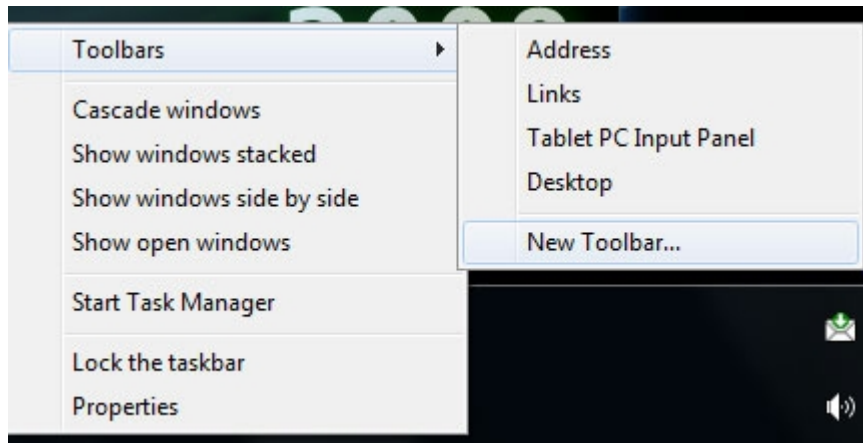 Toolbars
Cascade windows
Show windows stacked
Show windows side by side
Show open windows
Start Task Manager
Lock the taskbar
Properties
Address
Links
Tablet PC Input Panel
Desktop
New Toolbar...